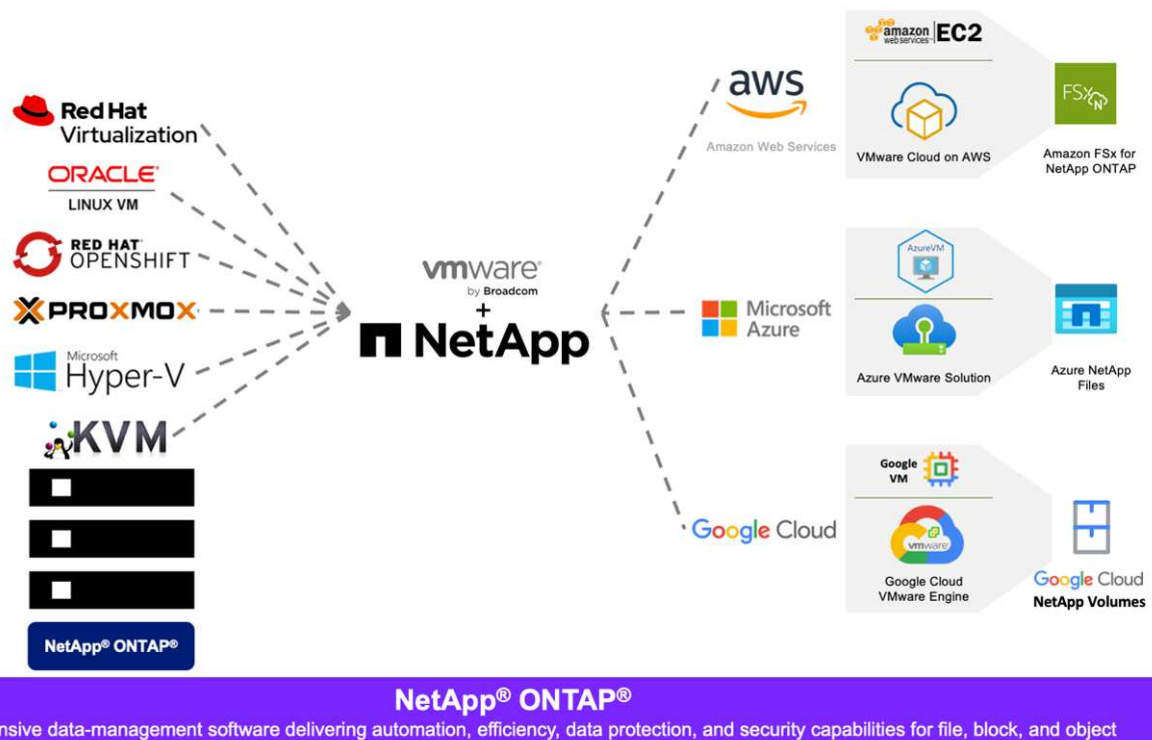 Red Hat
Virtualization
ORACLE®
LINUX VM
RED HAT®
OPENSHIFT
PROXMOX
Microsoft
Hyper-V
KVM
NetApp® ONTAP®
vmware®
by Broadcom
+
NetApp
aws
Amazon Web Services
Microsoft
Azure
Google Cloud
amazon
webservices™
EC2
VMware Cloud on AWS
FSx
N
Amazon FSx for
NetApp ONTAP
AzureVM
Azure VMware Solution
Azure NetApp
Files
Google
VM
vmware
Google Cloud
VMware Engine
Google Cloud
NetApp Volumes
NetApp® ONTAP®
nsive data-management software delivering automation, efficiency, data protection, and security capabilities for file, block, and object